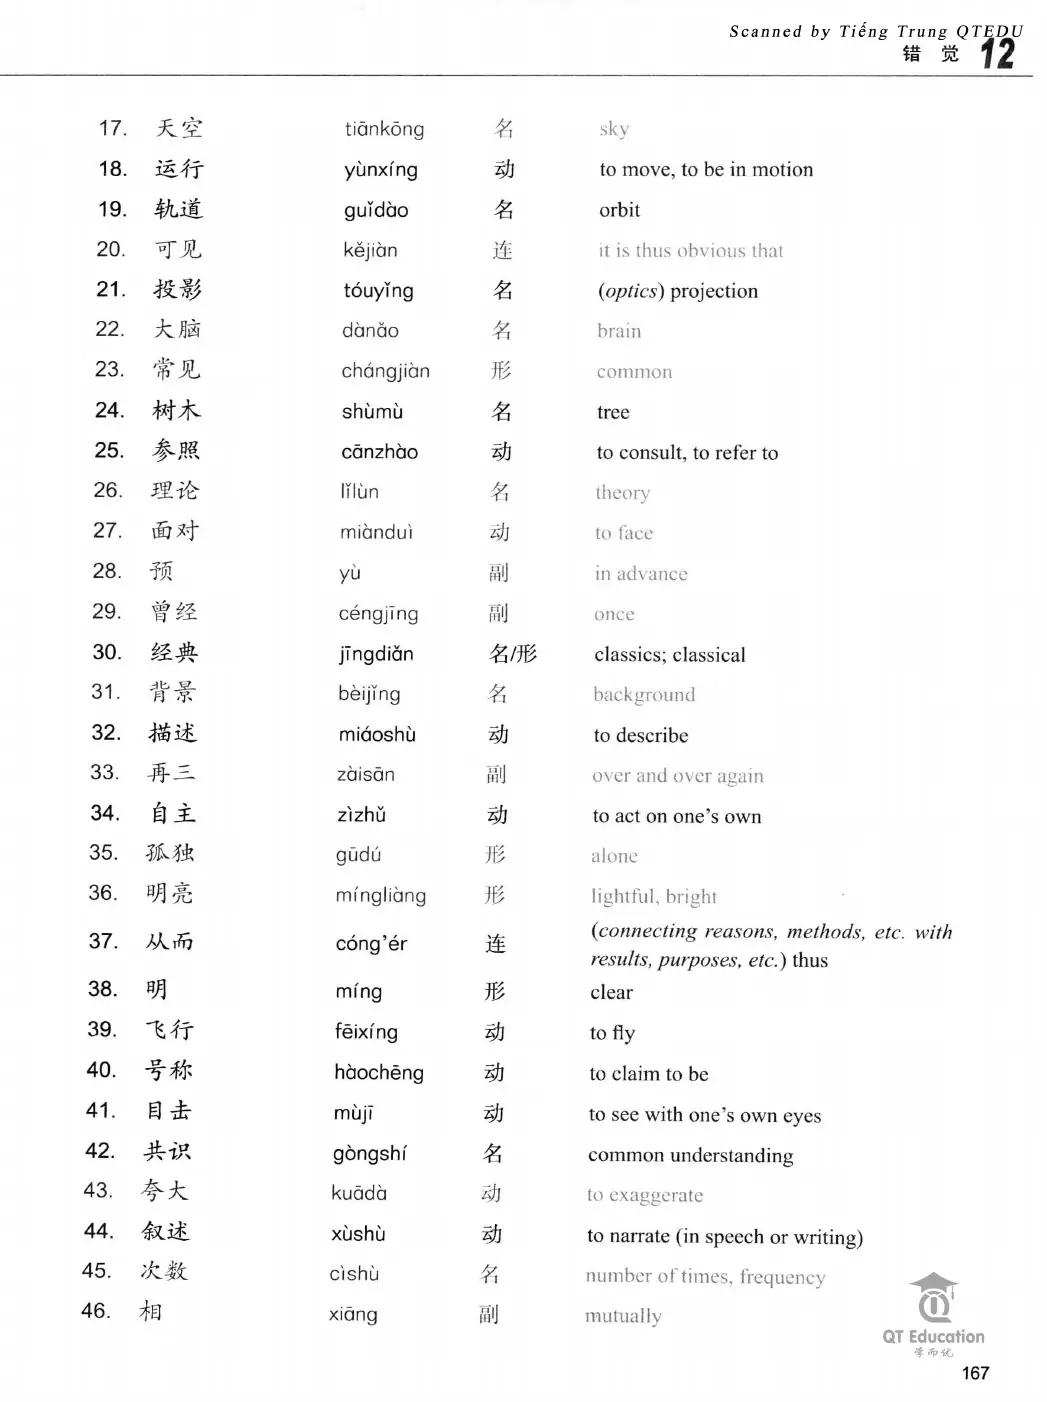 Scanned by Tiếng Trung QTEDU
错 觉 12
17. 天空 tiānkōng 名 sky
18. 运行 yùnxíng 动 to move, to be in motion
19. 轨道 guǐdào 名 orbit
20. 可见 kějiàn 连 it is thus obvious that
21. 投影 tóuyǐng 名 (optics) projection
22. 大脑 dànǎo 名 brain
23. 常见 chángjiàn 形 common
24. 树木 shùmù 名 tree
25. 参照 cānzhào 动 to consult, to refer to
26. 理论 lǐlùn 名 theory
27. 面对 miànduì 动 to face
28. 预 yù 副 in advance
29. 曾经 céngjīng 副 once
30. 经典 jīngdiǎn 名/形 classics; classical
31. 背景 bèijǐng 名 background
32. 描述 miáoshù 动 to describe
33. 再三 zàisān 副 over and over again
34. 自主 zìzhǔ 动 to act on one's own
35. 孤独 gūdú 形 alone
36. 明亮 míngliàng 形 lightful, bright
37. 从而 cóng'ér 连 (connecting reasons, methods, etc. with
results, purposes, etc.) thus
38. 明 míng 形 clear
39. 飞行 fēixíng 动 to fly
40. 号称 hàochēng 动 to claim to be
41. 目击 mùjī 动 to see with one's own eyes
42. 共识 gòngshí 名 common understanding
43. 夸大 kuādà 动 to exaggerate
44. 叙述 xùshù 动 to narrate (in speech or writing)
45. 次数 cìshù 名 number of times, frequency
46. 相 xiāng 副 mutually
QT Education
学而优
167